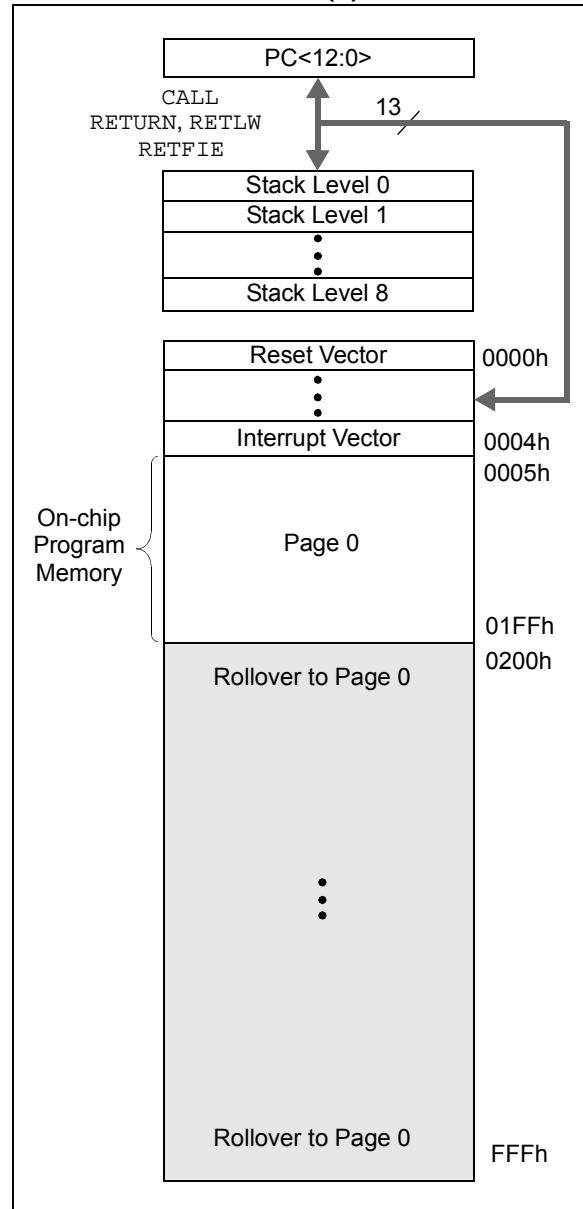 PC<12:0>
CALL
RETURN, RETLW
RETFIE
13
Stack Level 0
Stack Level 1
Stack Level 8
Reset Vector
0000h
Interrupt Vector
0004h
0005h
On-chip
Program
Memory
Page 0
01FFh
0200h
Rollover to Page 0
Rollover to Page 0
FFFh